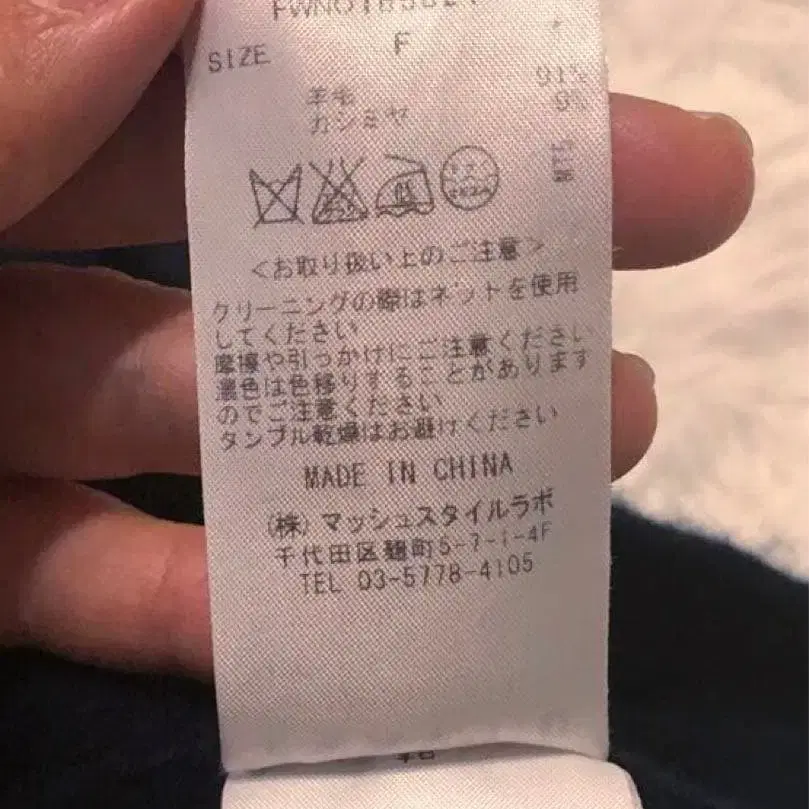 SIZE F
羊毛 91%
カシミヤ 9%
<お取り扱い上のご注意>
クリーニングの際はネットを使用
してください
摩擦や引っかけにご注意ください
濃色は色移りすることがあります
のでご注意ください
タンブル乾燥はお避けください
MADE IN CHINA
(株)マッシュスタイルラボ
千代田区麹町5-7-1-4F
TEL 03-5778-4105